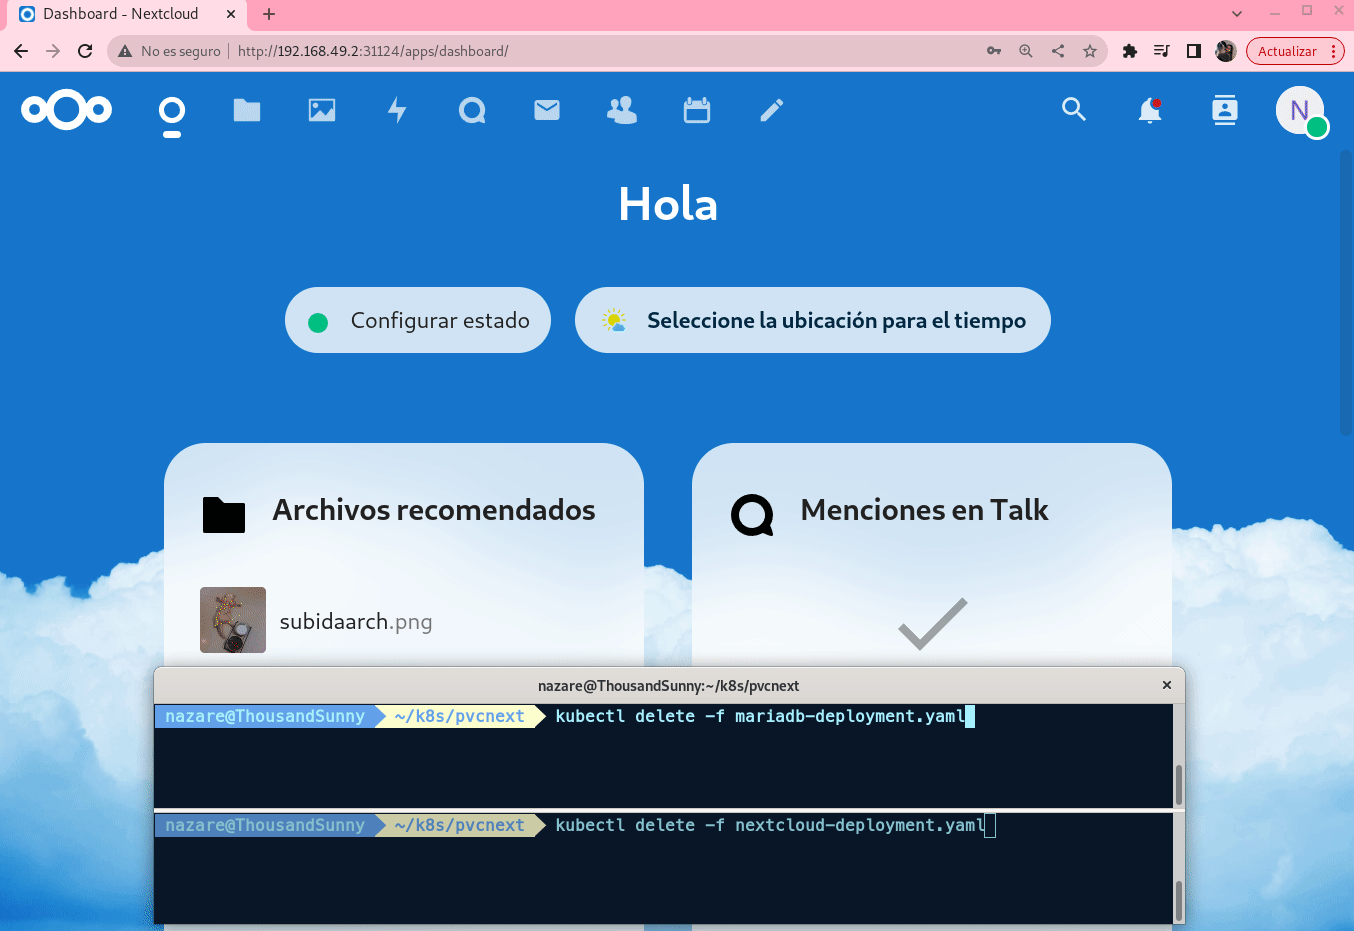 Dashboard - Nextcloud
No es seguro http://192.168.49.2:31124/apps/dashboard/
Actualizar
N
Hola
Configurar estado
Seleccione la ubicación para el tiempo
Archivos recomendados
Menciones en Talk
subidaarch.png
nazare@ThousandSunny:~/k8s/pvcnext
nazare@ThousandSunny ~/k8s/pvcnext kubectl delete -f mariadb-deployment.yaml
nazare@ThousandSunny ~/k8s/pvcnext kubectl delete -f nextcloud-deployment.yaml